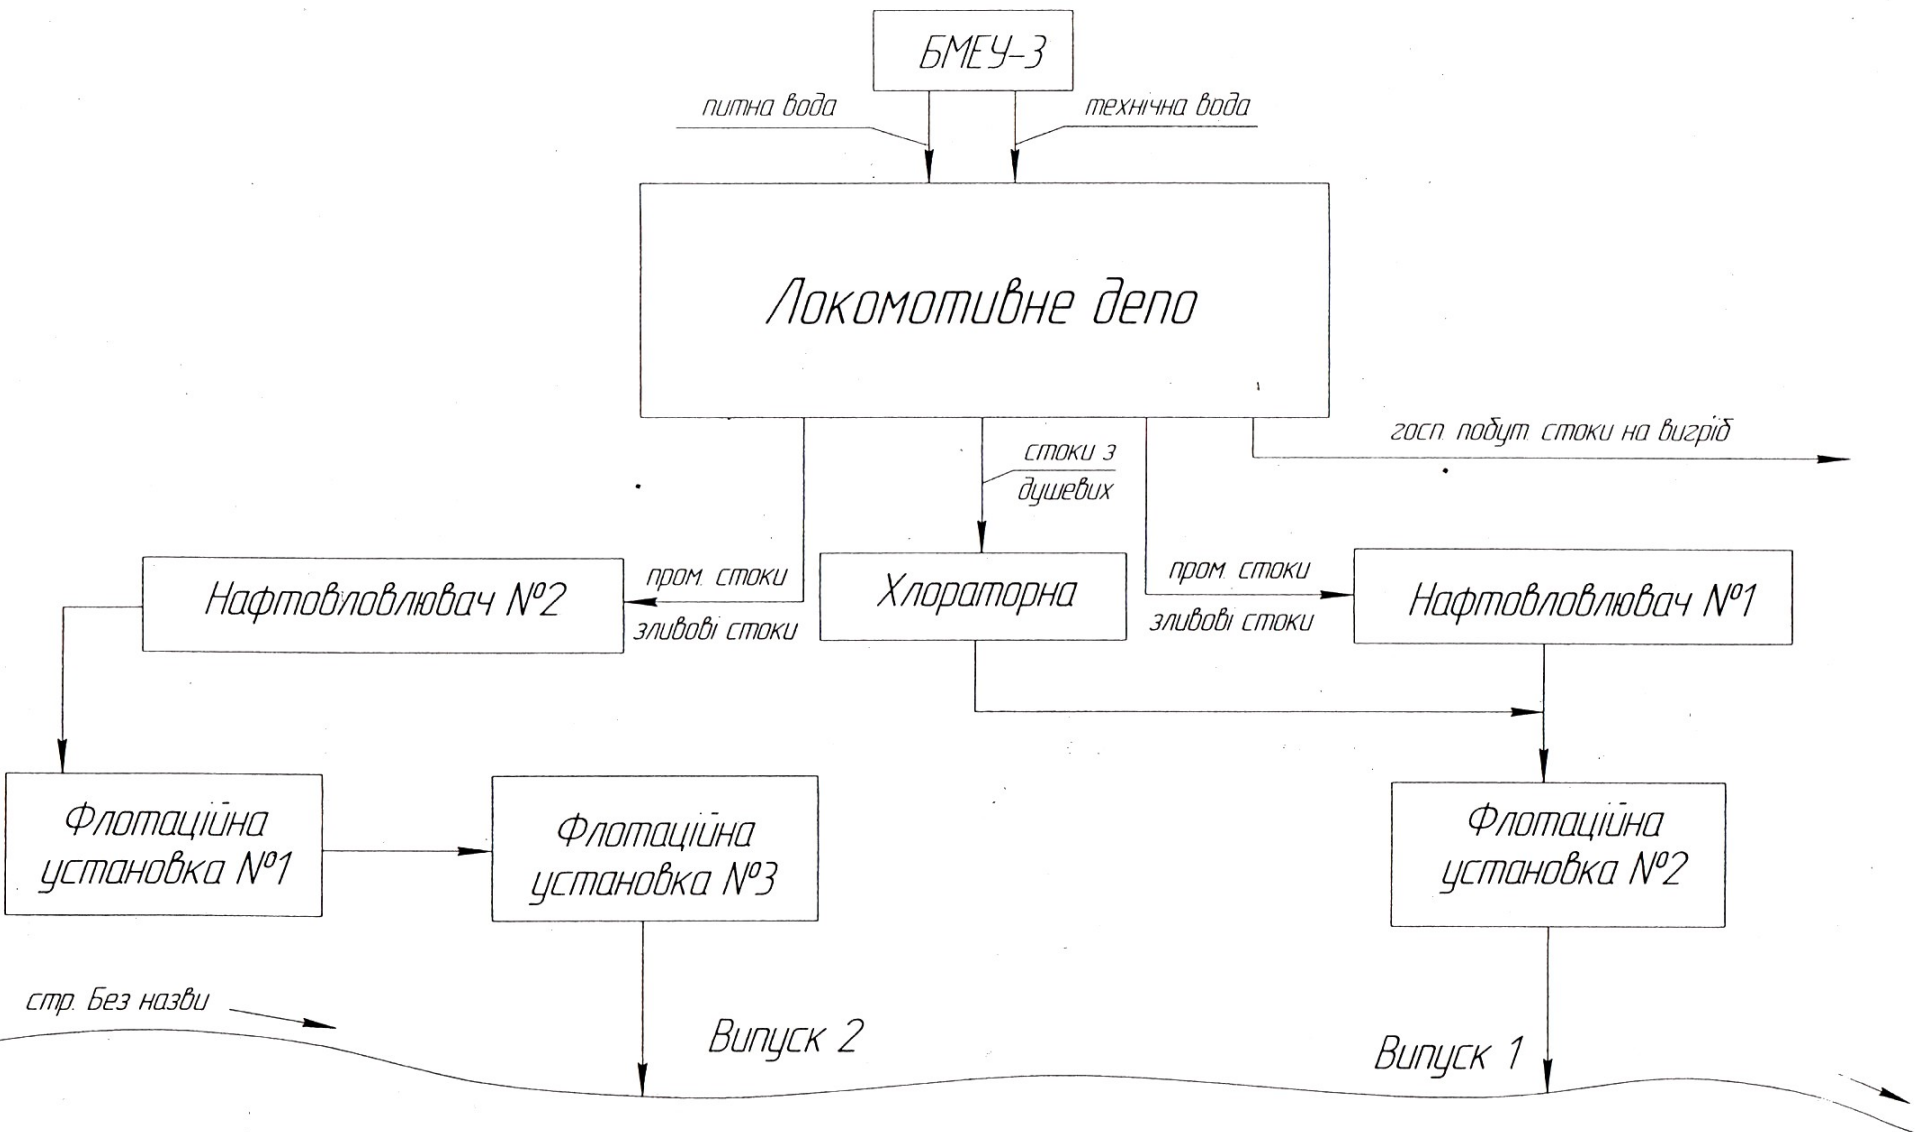 БМЕУ-3
питна вода
технічна вода
Локомотивне депо
госп. побут. стоки на вигріб
стоки з
душевих
пром. стоки
зливові стоки
пром. стоки
зливові стоки
Нафтовловлювач №2
Хлораторна
Нафтовловлювач №1
Флотаційна
установка №1
Флотаційна
установка №3
Флотаційна
установка №2
стр. Без назви
Випуск 2
Випуск 1